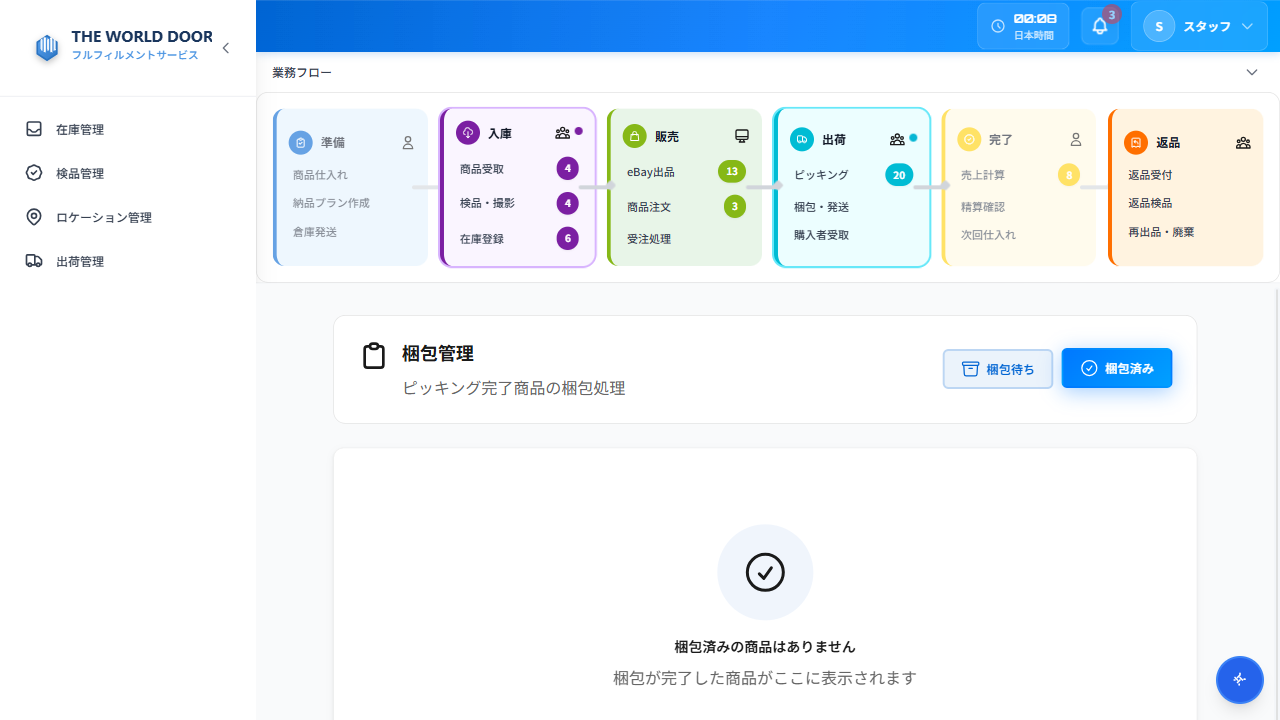 THE WORLD DOOR
フルフィルメントサービス
在庫管理
検品管理
ロケーション管理
出荷管理
00:08
日本時間
3
S
スタッフ
業務フロー
準備
商品仕入れ
納品プラン作成
倉庫発送
入庫
商品受取 4
検品・撮影 4
在庫登録 6
販売
eBay出品 13
商品注文 3
受注処理
出荷
ピッキング 20
梱包・発送
購入者受取
完了
売上計算 8
精算確認
次回仕入れ
返品
返品受付
返品検品
再出品・廃棄
梱包管理
ピッキング完了商品の梱包処理
梱包待ち
梱包済み
梱包済みの商品はありません
梱包が完了した商品がここに表示されます